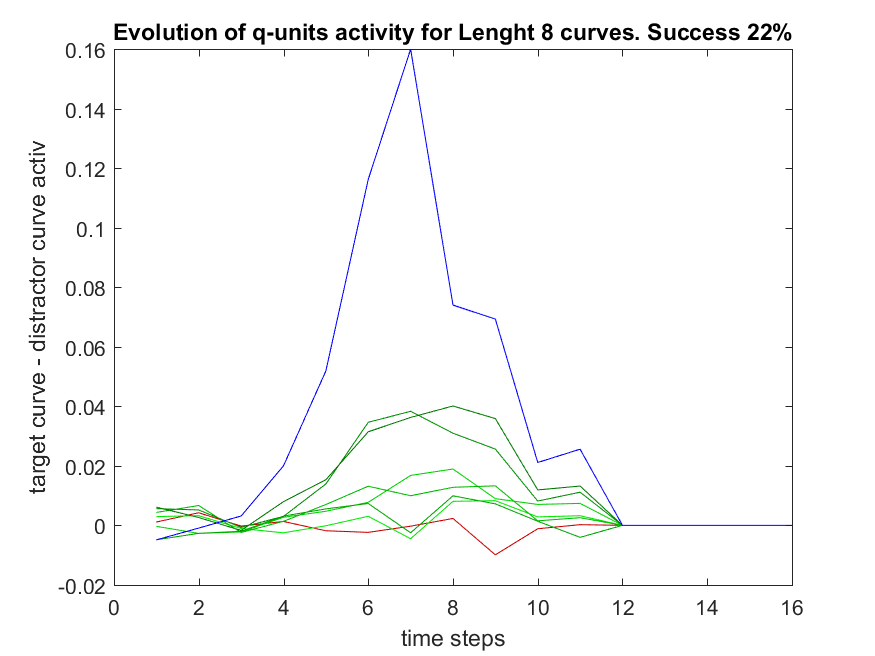 Evolution of q-units activity for Lenght 8 curves. Success 22%
0.16
0.14
0.12
0.1
0.08
0.06
0.04
0.02
0
-0.02
target curve - distractor curve activ
0 2 4 6 8 10 12 14 16
time steps